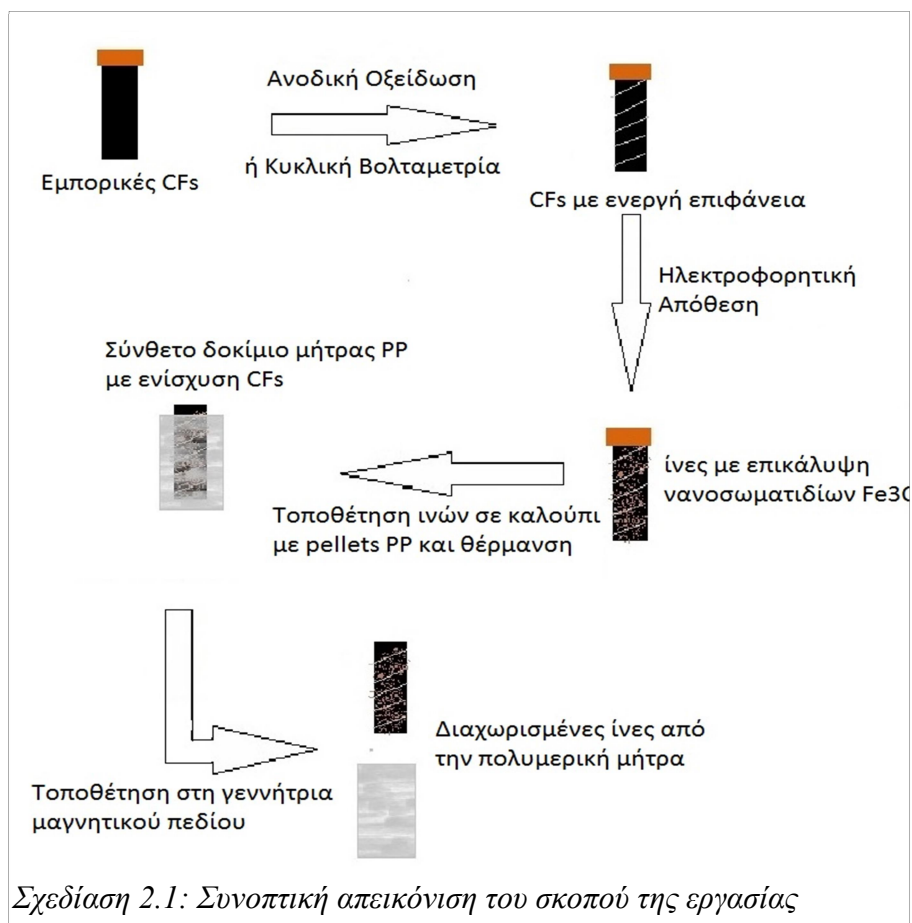 Ανοδική Οξείδωση
ή Κυκλική Βολταμετρία
Εμπορικές CFs
CFs με ενεργή επιφάνεια
Ηλεκτροφορητική
Απόθεση
Σύνθετο δοκίμιο μήτρας PP
με ενίσχυση CFs
ίνες με επικάλυψη
νανοσωματιδίων Fe3O
Τοποθέτηση ινών σε καλούπι
με pellets PP και θέρμανση
Διαχωρισμένες ίνες από
την πολυμερική μήτρα
Τοποθέτηση στη γεννήτρια
μαγνητικού πεδίου
Σχεδίαση 2.1: Συνοπτική απεικόνιση του σκοπού της εργασίας